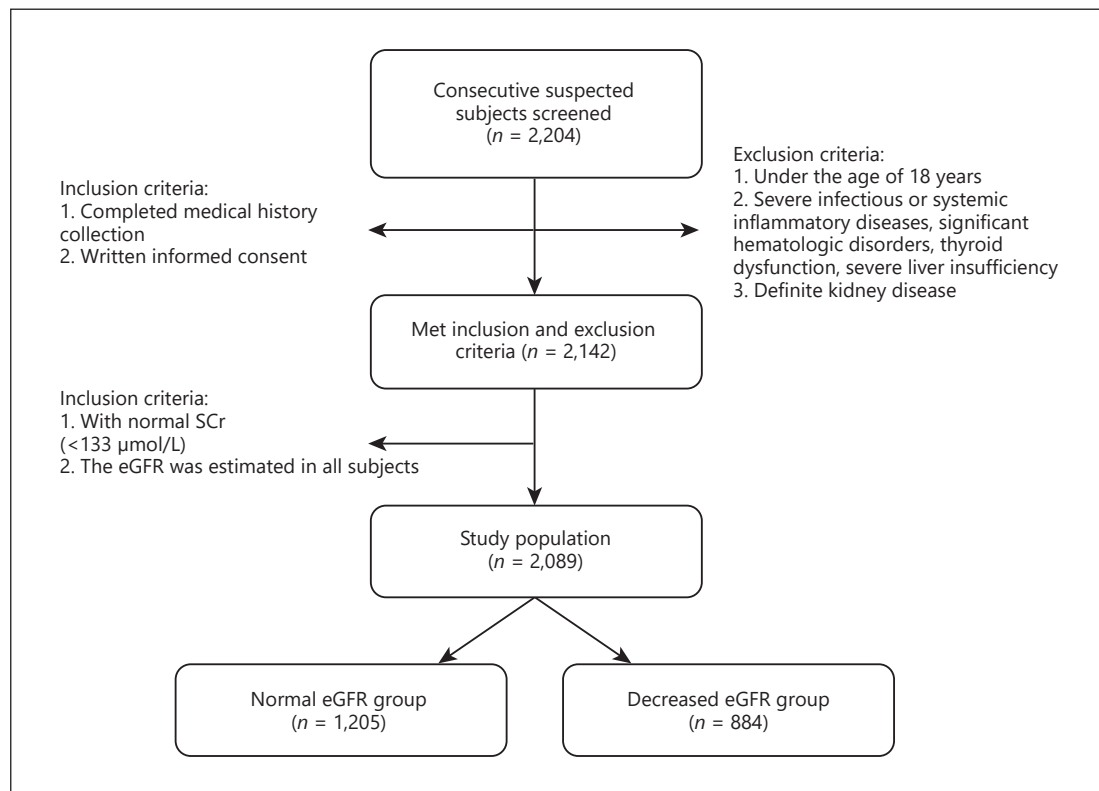 Consecutive suspected
subjects screened
(n = 2,204)
Inclusion criteria:
1. Completed medical history
collection
2. Written informed consent
Exclusion criteria:
1. Under the age of 18 years
2. Severe infectious or systemic
inflammatory diseases, significant
hematologic disorders, thyroid
dysfunction, severe liver insufficiency
3. Definite kidney disease
Met inclusion and exclusion
criteria (n = 2,142)
Inclusion criteria:
1. With normal SCr
(<133 μmol/L)
2. The eGFR was estimated in all subjects
Study population
(n = 2,089)
Normal eGFR group
(n = 1,205)
Decreased eGFR group
(n = 884)